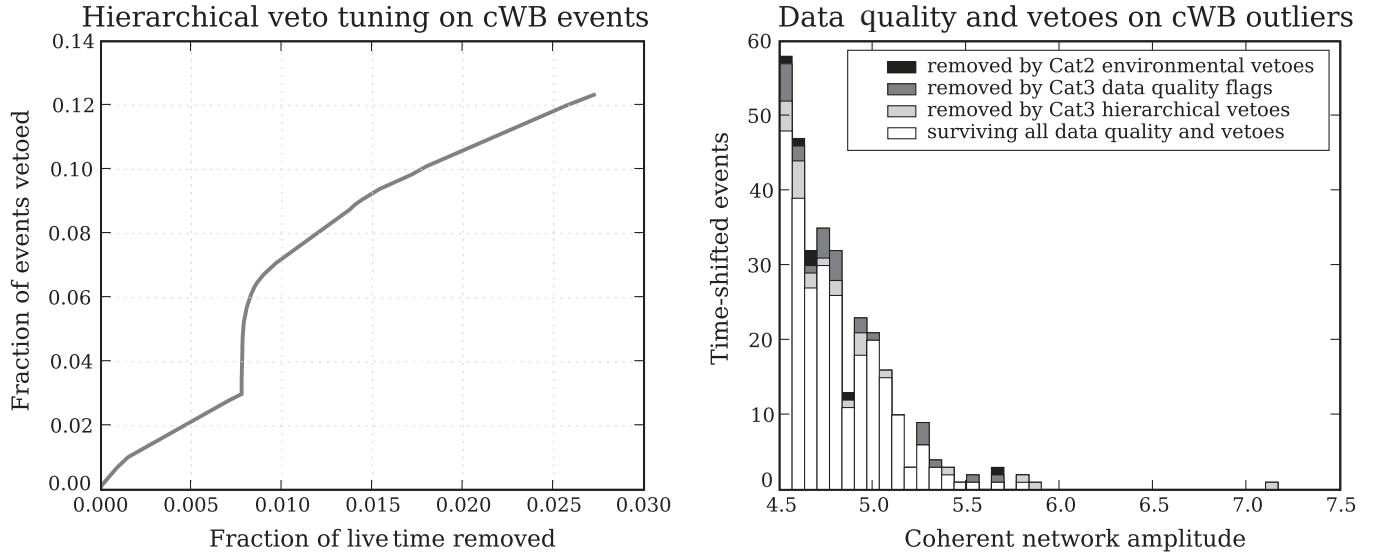 Hierarchical veto tuning on cWB events
0.14
0.12
0.10
0.08
0.06
0.04
0.02
0.00
Fraction of events vetoed
0.000 0.005 0.010 0.015 0.020 0.025 0.030
Fraction of live time removed
Data quality and vetoes on cWB outliers
60
50
40
30
20
10
0
Time-shifted events
removed by Cat2 environmental vetoes
removed by Cat3 data quality flags
removed by Cat3 hierarchical vetoes
surviving all data quality and vetoes
4.5 5.0 5.5 6.0 6.5 7.0 7.5
Coherent network amplitude